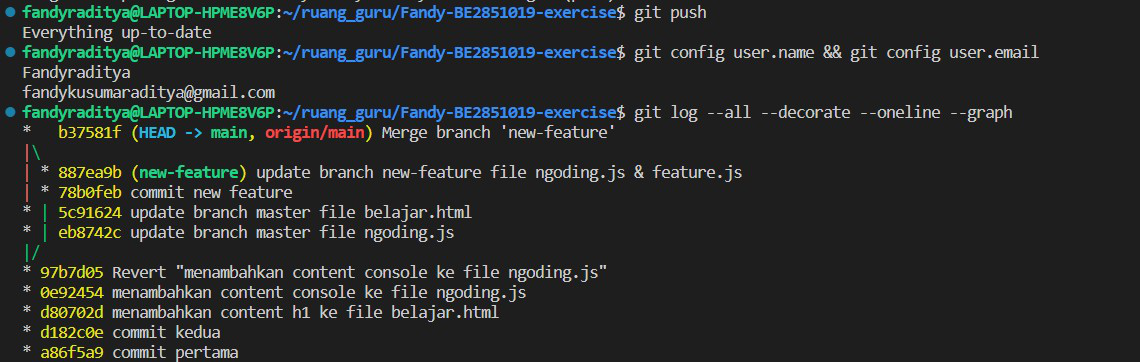 fandyraditya@LAPTOP-HPME8V6P:~/ruang_guru/Fandy-BE2851019-exercise$ git push
Everything up-to-date
fandyraditya@LAPTOP-HPME8V6P:~/ruang_guru/Fandy-BE2851019-exercise$ git config user.name && git config user.email
Fandyraditya
fandykusumaraditya@gmail.com
fandyraditya@LAPTOP-HPME8V6P:~/ruang_guru/Fandy-BE2851019-exercise$ git log --all --decorate --oneline --graph
*   b37581f (HEAD -> main, origin/main) Merge branch 'new-feature'
|\
| * 887ea9b (new-feature) update branch new-feature file ngoding.js & feature.js
| * 78b0feb commit new feature
* | 5c91624 update branch master file belajar.html
* | eb8742c update branch master file ngoding.js
|/
* 97b7d05 Revert "menambahkan content console ke file ngoding.js"
* 0e92454 menambahkan content console ke file ngoding.js
* d80702d menambahkan content h1 ke file belajar.html
* d182c0e commit kedua
* a86f5a9 commit pertama